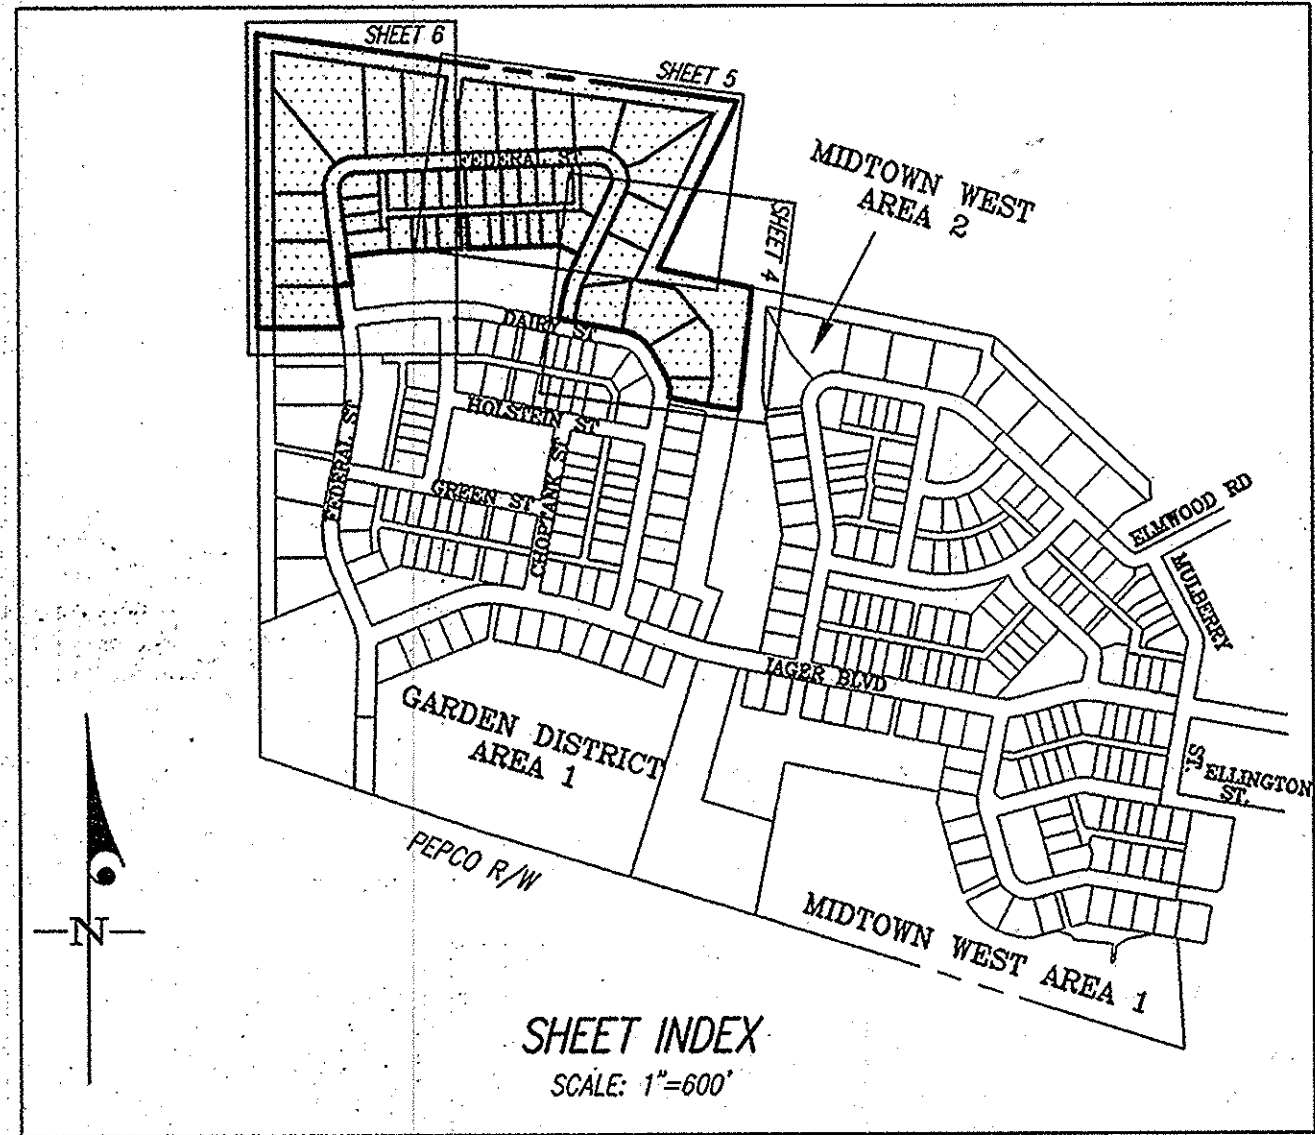 SHEET 6
SHEET 5
MIDTOWN WEST
AREA 2
FEDERAL ST
SHEET 4
DAIRY ST
HOLSTEIN ST
FEDERAL ST
GREEN ST
CHOPTANK ST
ELMWOOD RD
MULBERRY
ST.
JAGER BLVD
GARDEN DISTRICT
AREA 1
ELLINGTON
ST.
PEPCO R/W
MIDTOWN WEST AREA 1
N
SHEET INDEX
SCALE: 1"=600'